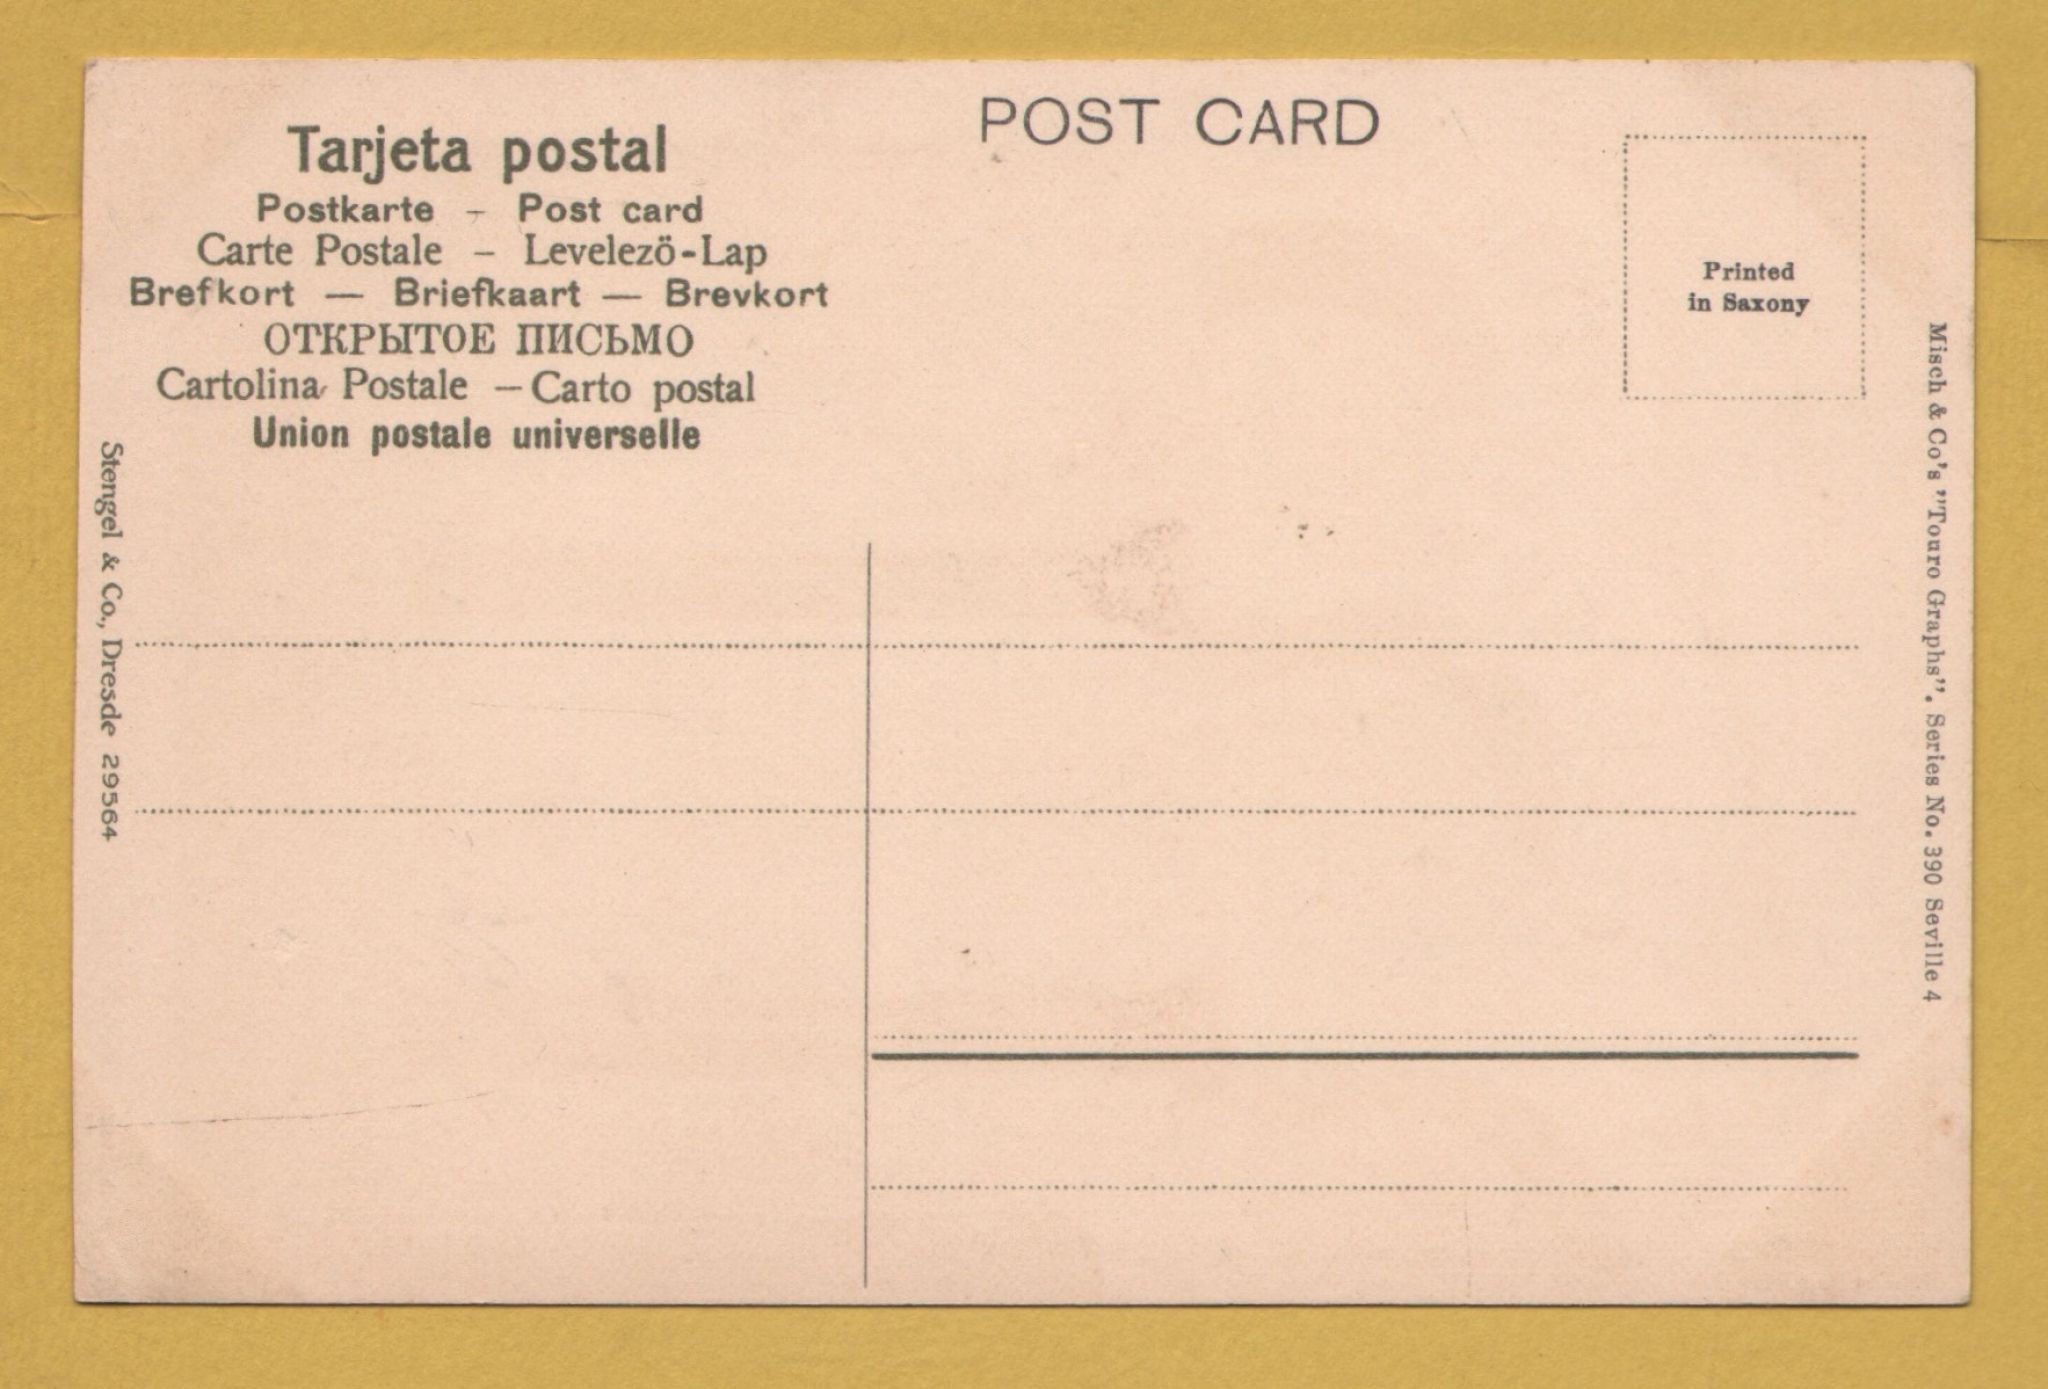 POST CARD
Tarjeta postal
Postkarte - Post card
Carte Postale - Levelezö-Lap
Brefkort — Briefkaart — Brevkort
ОТКРЫТОЕ ПИСЬМО
Cartolina Postale — Carto postal
Union postale universelle
Printed
in Saxony
Stengel & Co., Dresde 29564
Misch & Co's "Touro Graphs". Series No. 390 Seville 4